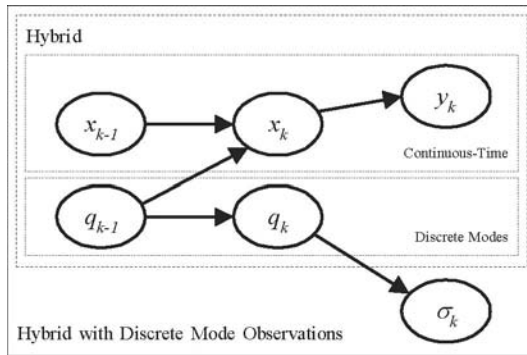 Hybrid
y_k
x_{k-1}
x_k
Continuous-Time
q_{k-1}
q_k
Discrete Modes
σ_k
Hybrid with Discrete Mode Observations